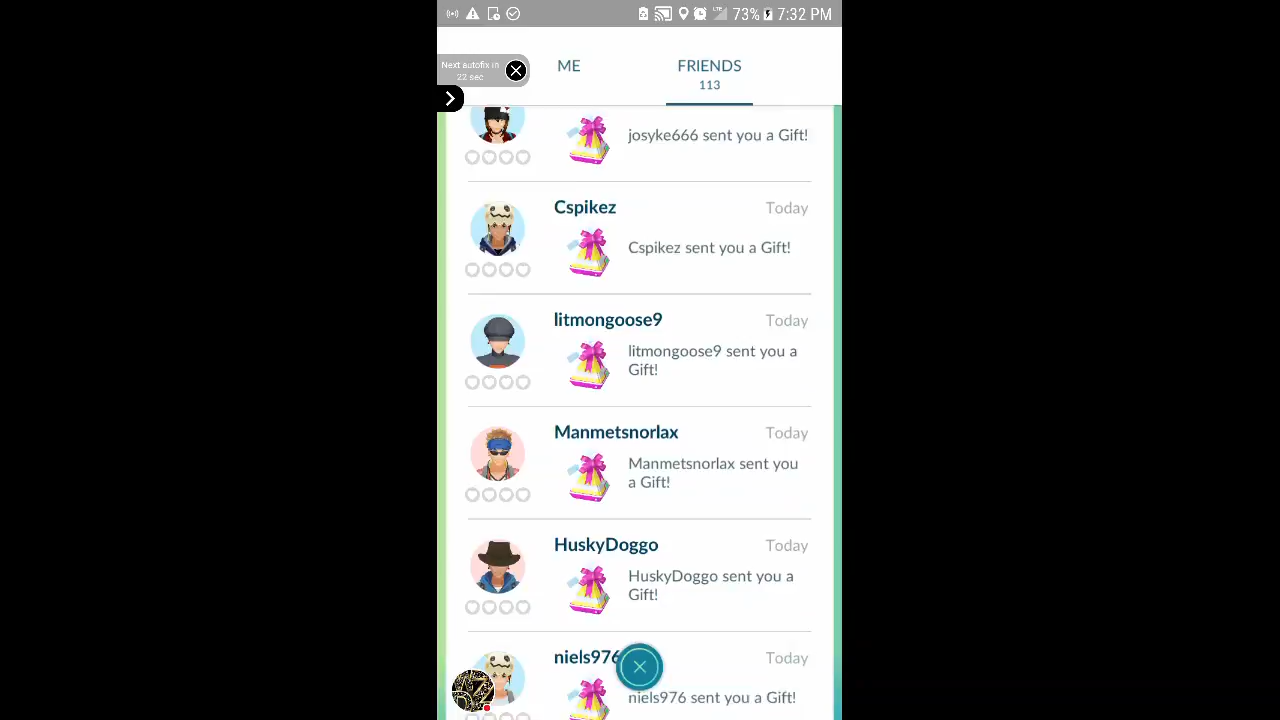 LTE 73% 7:32 PM
ME
FRIENDS
113
Next autofix in
22 sec
josyke666 sent you a Gift!
Cspikez
Today
Cspikez sent you a Gift!
litmongoose9
Today
litmongoose9 sent you a
Gift!
Manmetsnorlax
Today
Manmetsnorlax sent you
a Gift!
HuskyDoggo
Today
HuskyDoggo sent you a
Gift!
niels976
Today
niels976 sent you a Gift!